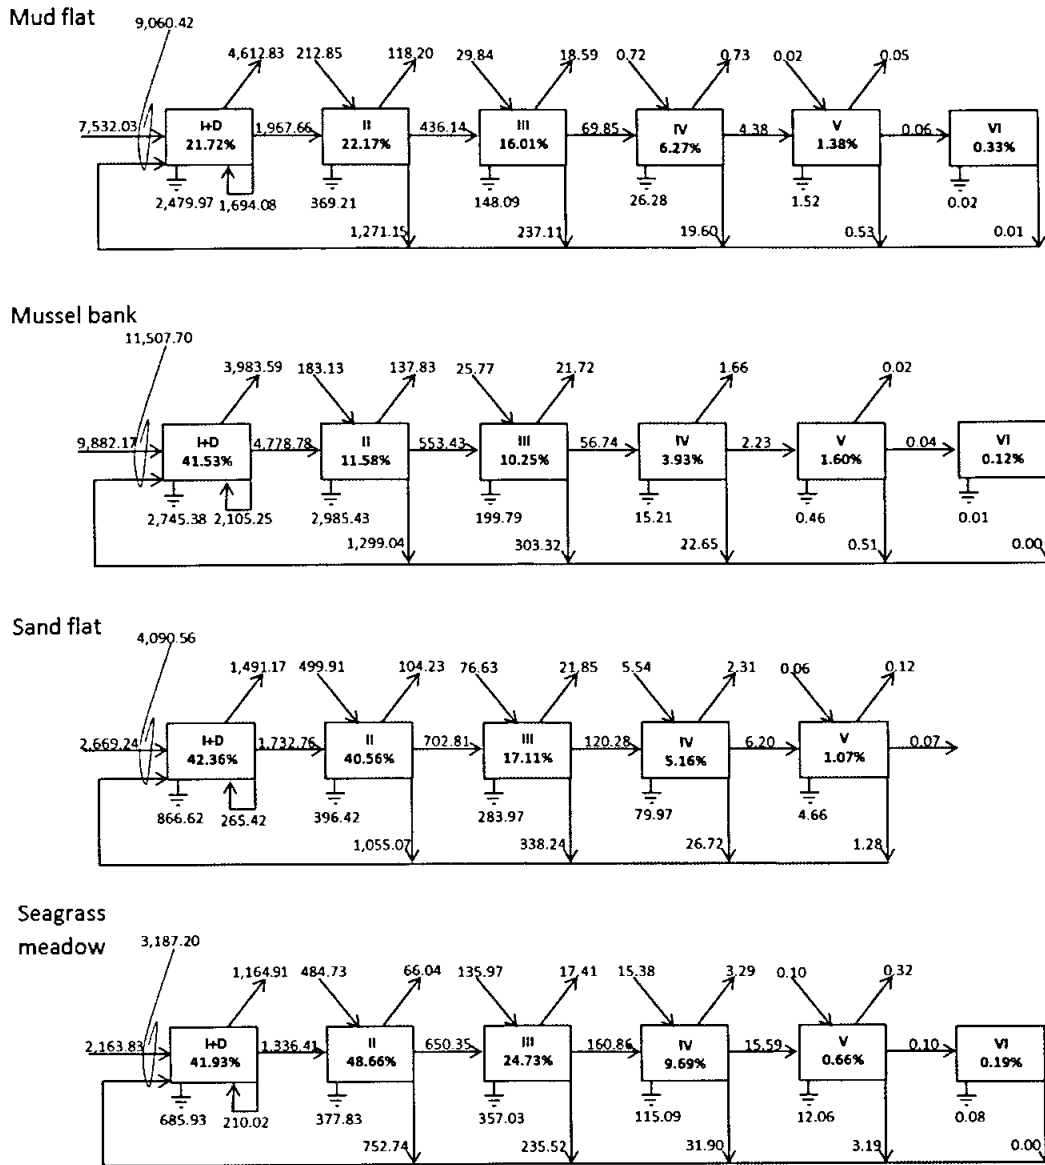 Mud flat
9,060.42
4,612.83 212.85 118.20 29.84 18.59 0.72 0.73 0.02 0.05
7,532.03 I+D 1,967.66 II 436.14 III 69.85 IV 4.38 V 0.06 VI
21.72% 22.17% 16.01% 6.27% 1.38% 0.33%
2,479.97 1,694.08 369.21 148.09 26.28 1.52 0.02
1,271.15 237.11 19.60 0.53 0.01
Mussel bank
11,507.70
3,983.59 183.13 137.83 25.77 21.72 1.66 0.02
9,882.17 I+D 4,778.78 II 553.43 III 56.74 IV 2.23 V 0.04 VI
41.53% 11.58% 10.25% 3.93% 1.60% 0.12%
2,745.38 2,105.25 2,985.43 199.79 15.21 0.46 0.01
1,299.04 303.32 22.65 0.51 0.00
Sand flat
4,090.56
1,491.17 499.91 104.23 76.63 21.85 5.54 2.31 0.06 0.12
2,669.24 I+D 1,732.76 II 702.81 III 120.28 IV 6.20 V 0.07
42.36% 40.56% 17.11% 5.16% 1.07%
866.62 265.42 396.42 283.97 79.97 4.66
1,055.07 338.24 26.72 1.28
Seagrass
meadow
3,187.20
1,164.91 484.73 66.04 135.97 17.41 15.38 3.29 0.10 0.32
2,163.83 I+D 1,336.41 II 650.35 III 160.86 IV 15.59 V 0.10 VI
41.93% 48.66% 24.73% 9.69% 0.66% 0.19%
685.93 210.02 377.83 357.03 115.09 12.06 0.08
752.74 235.52 31.90 3.19 0.00